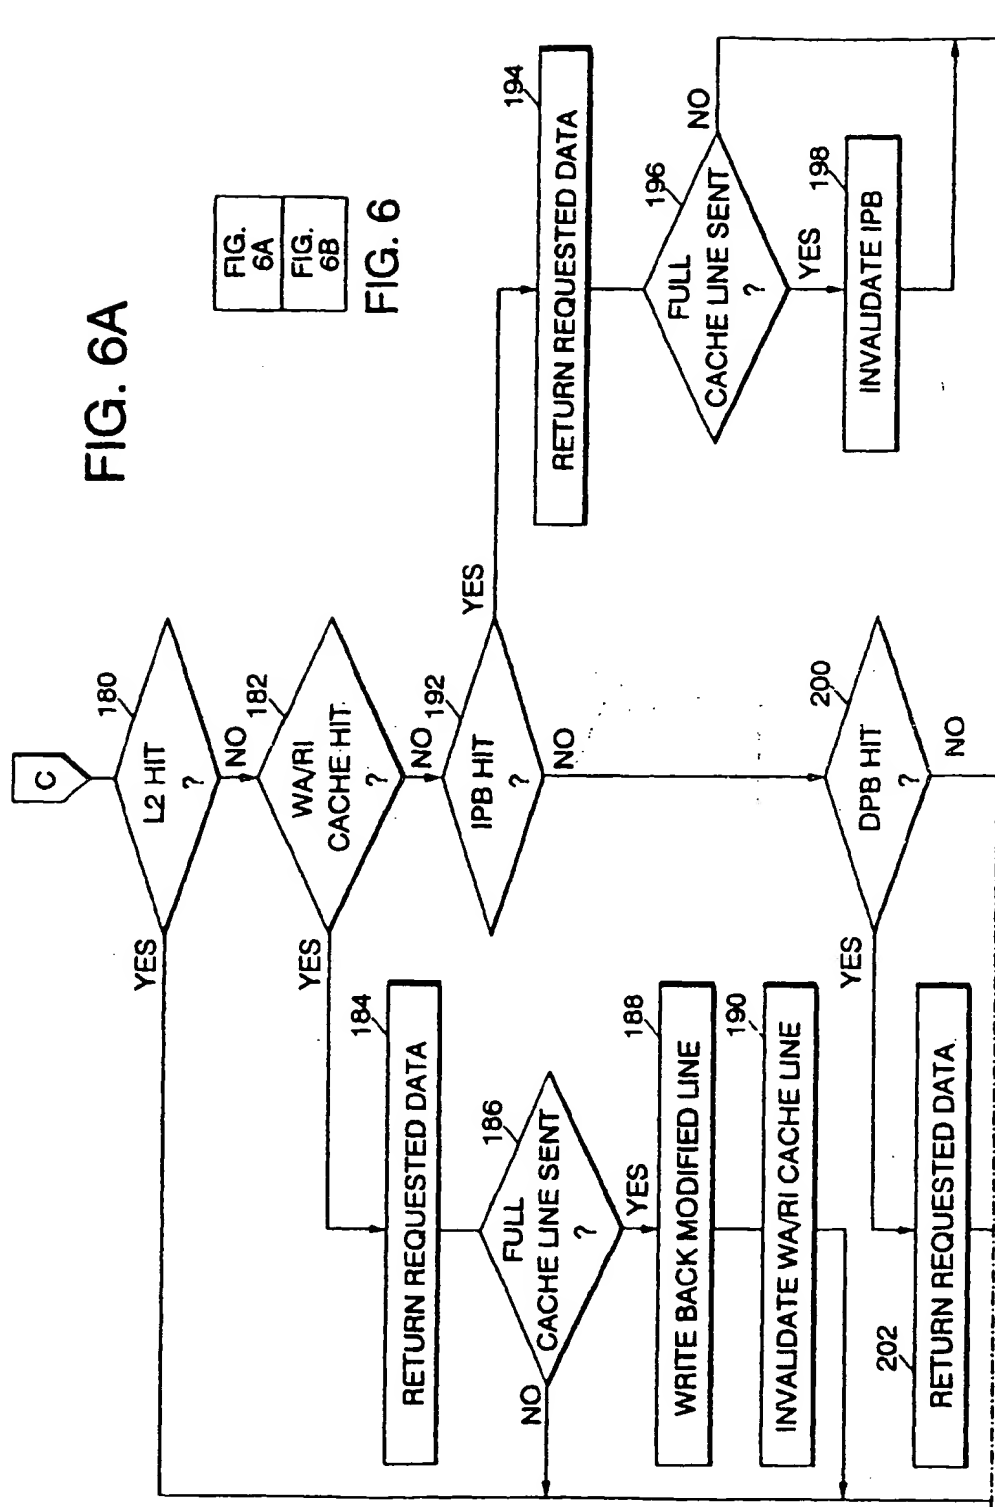 FIG. 6A
FIG.
6A
FIG.
6B
FIG. 6
C
180
L2 HIT
?
YES
NO
182
WA/RI
CACHE HIT
?
YES
NO
184
RETURN REQUESTED DATA
186
FULL
CACHE LINE SENT
?
NO
YES
188
WRITE BACK MODIFIED LINE
190
INVALIDATE WA/RI CACHE LINE
192
IPB HIT
?
YES
NO
194
RETURN REQUESTED DATA
196
FULL
CACHE LINE SENT
?
NO
YES
198
INVALIDATE IPB
200
DPB HIT
?
YES
NO
202
RETURN REQUESTED DATA